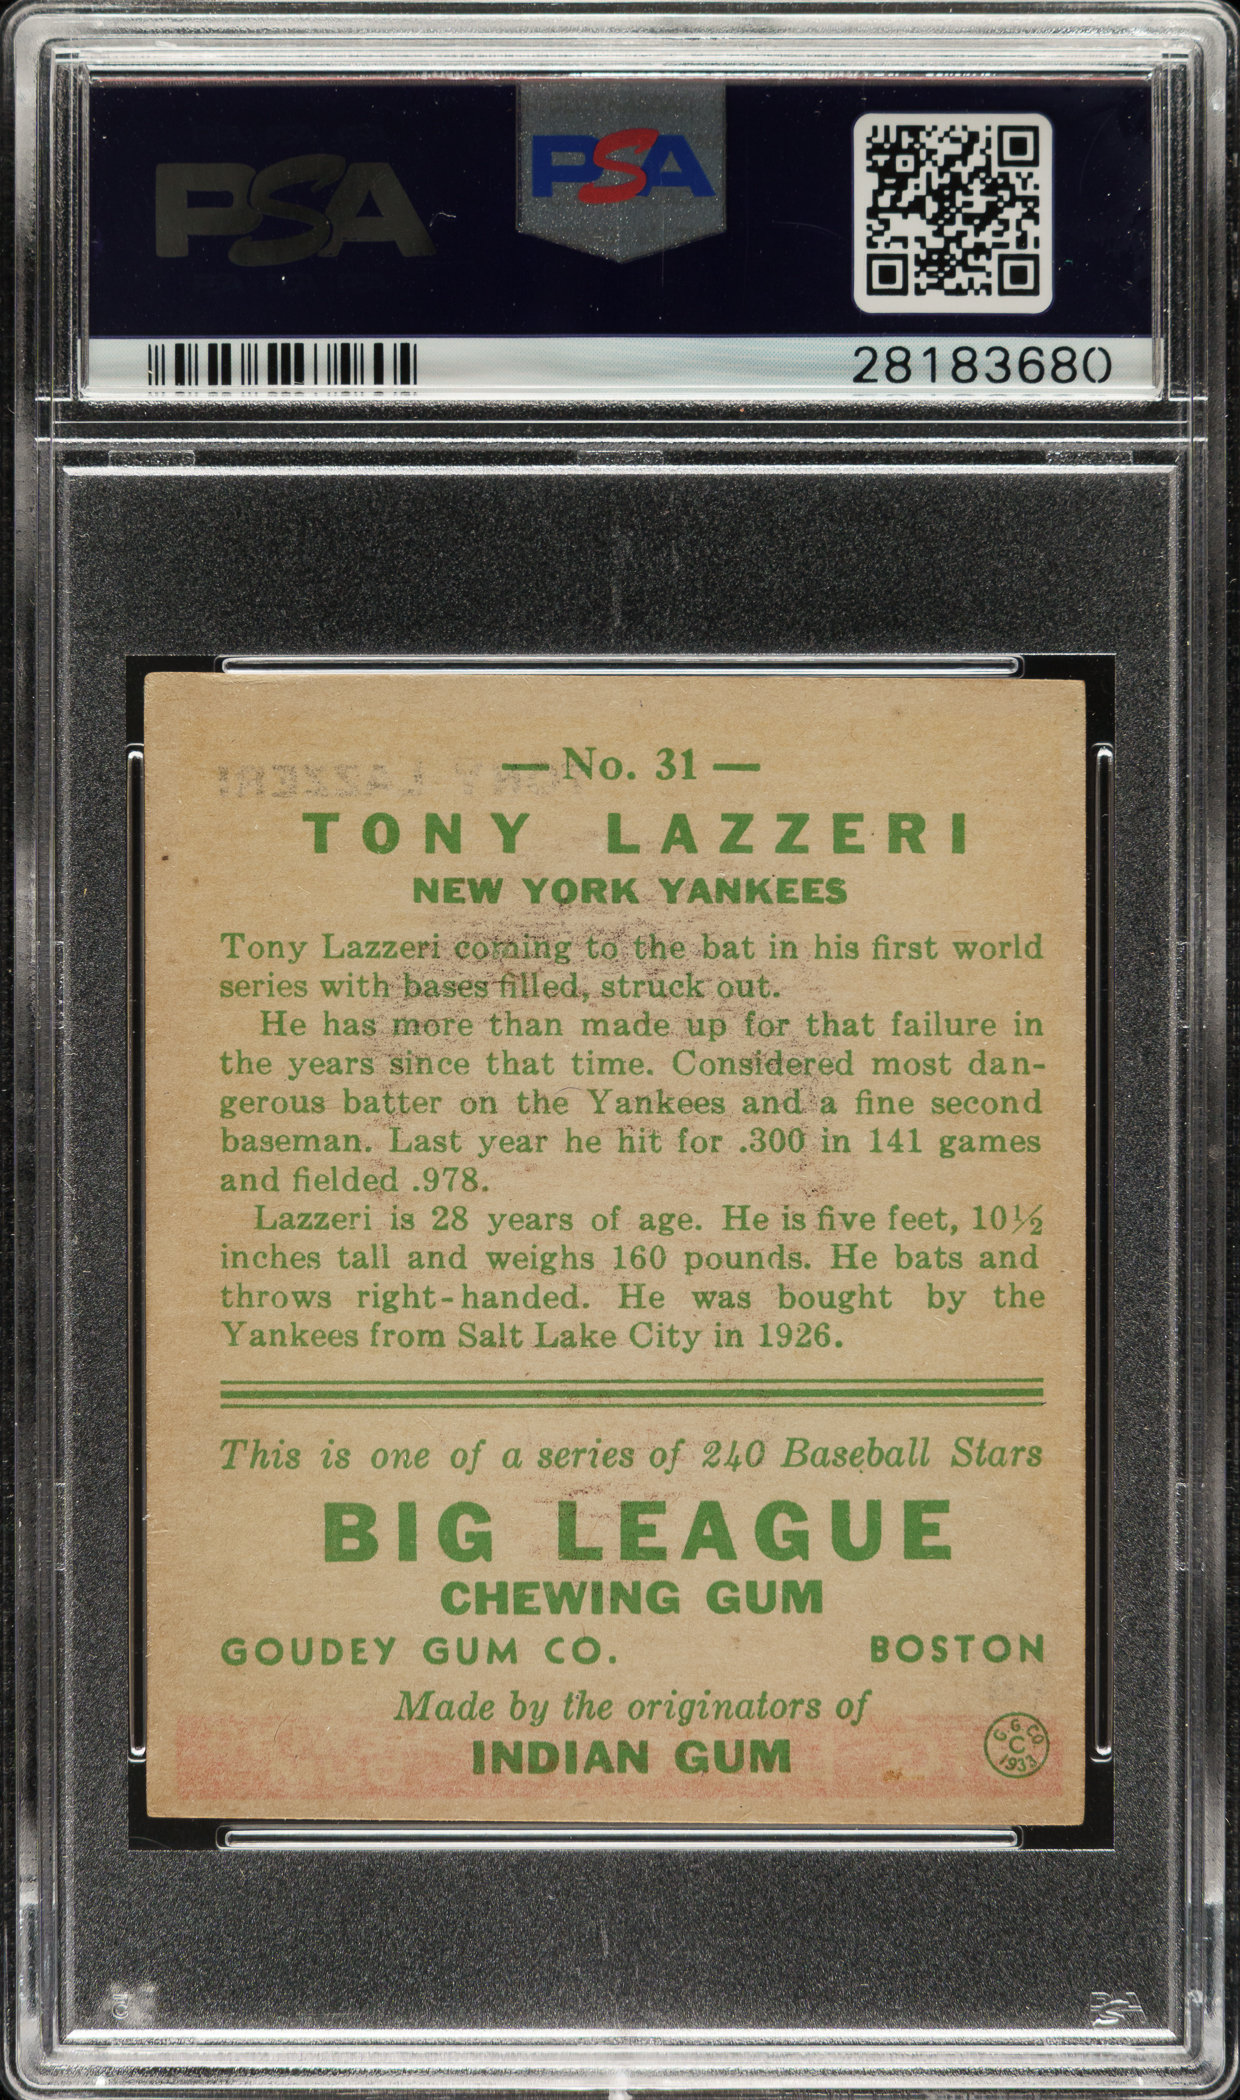 PSA
PSA
28183680
TONY LAZZERI
— No. 31 —
TONY LAZZERI
NEW YORK YANKEES
Tony Lazzeri coming to the bat in his first world
series with bases filled, struck out.
He has more than made up for that failure in
the years since that time. Considered most dan-
gerous batter on the Yankees and a fine second
baseman. Last year he hit for .300 in 141 games
and fielded .978.
Lazzeri is 28 years of age. He is five feet, 10½
inches tall and weighs 160 pounds. He bats and
throws right-handed. He was bought by the
Yankees from Salt Lake City in 1926.
This is one of a series of 240 Baseball Stars
BIG LEAGUE
CHEWING GUM
GOUDEY GUM CO. BOSTON
Made by the originators of
INDIAN GUM
G. G. CO.
C
1933
PSA